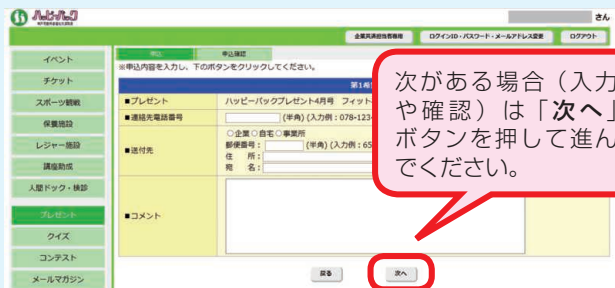 ハッピーパック
さん
企業共済担当者専用 ログインID・パスワード・メールアドレス変更 ログアウト
イベント
チケット
スポーツ観戦
保養施設
レジャー施設
講座助成
人間ドック・検診
プレゼント
クイズ
コンテスト
メールマガジン
申込 申込確認
※申込内容を入力し、下のボタンをクリックしてください。
第1希
■プレゼント ハッピーパックプレゼント4月号 フィット
■連絡先電話番号 (半角) (入力例：078-123
■送付先
○企業○自宅○事業所
郵便番号： (半角) (入力例：65
住 所：
宛 名：
■コメント
戻る 次へ
次がある場合（入力
や確認）は「次へ」
ボタンを押して進ん
でください。